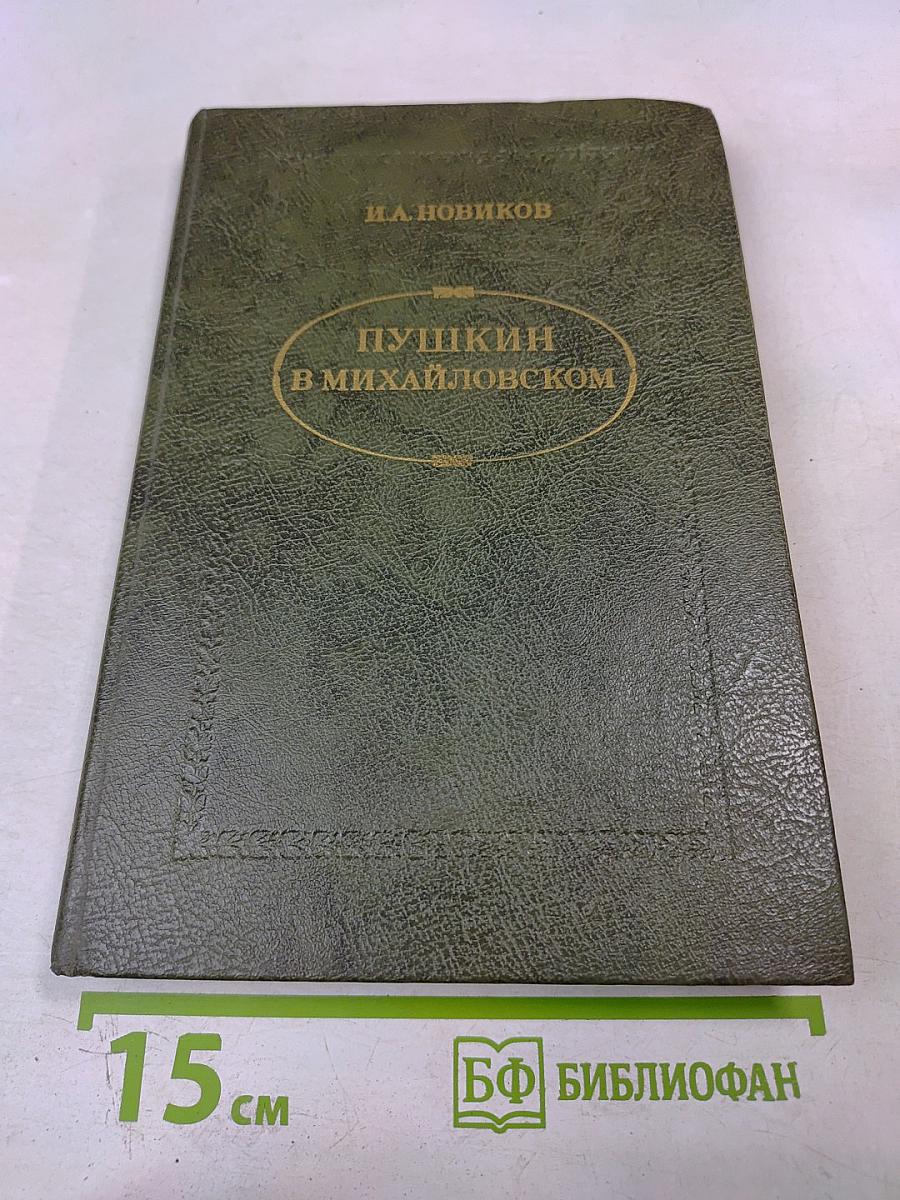 И.А. НОВИКОВ
ПУШКИН
В МИХАЙЛОВСКОМ
15 см
БФ БИБЛИОФАН